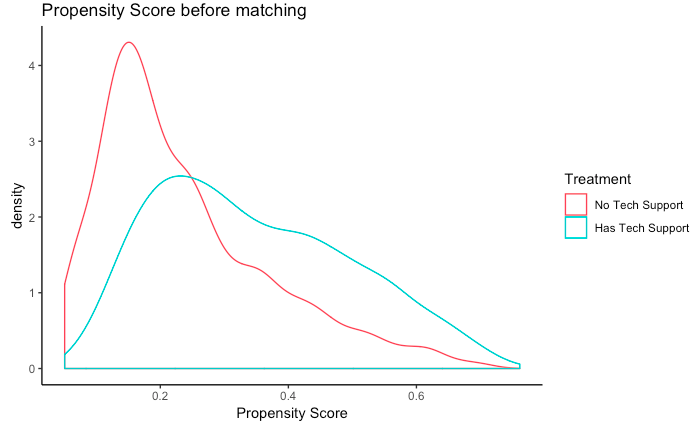 Propensity Score before matching
density
4
3
2
1
0
0.2
0.4
0.6
Propensity Score
Treatment
No Tech Support
Has Tech Support